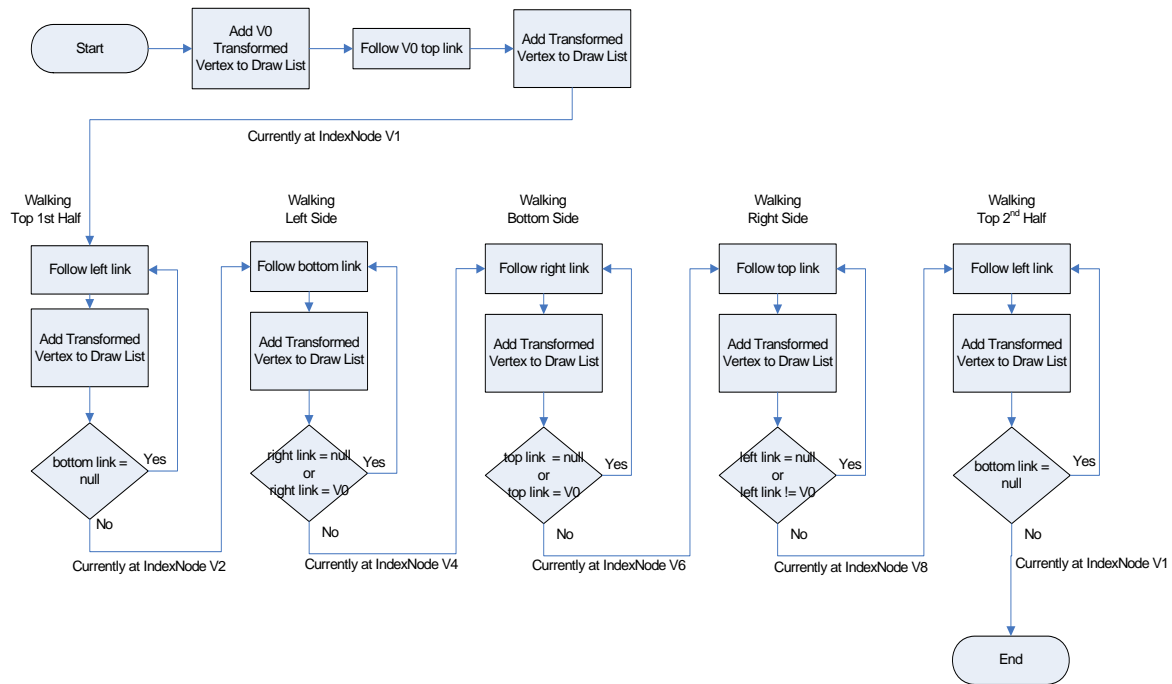 Start
Add V0
Transformed
Vertex to Draw List
Follow V0 top link
Add Transformed
Vertex to Draw List
Currently at IndexNode V1
Walking
Top 1st Half
Follow left link
Add Transformed
Vertex to Draw List
bottom link =
null
Yes
No
Currently at IndexNode V2
Walking
Left Side
Follow bottom link
Add Transformed
Vertex to Draw List
right link = null
or
right link = V0
Yes
No
Currently at IndexNode V4
Walking
Bottom Side
Follow right link
Add Transformed
Vertex to Draw List
top link = null
or
top link = V0
Yes
No
Currently at IndexNode V6
Walking
Right Side
Follow top link
Add Transformed
Vertex to Draw List
left link = null
or
left link != V0
Yes
No
Currently at IndexNode V8
Walking
Top 2nd Half
Follow left link
Add Transformed
Vertex to Draw List
bottom link =
null
Yes
No
Currently at IndexNode V1
End